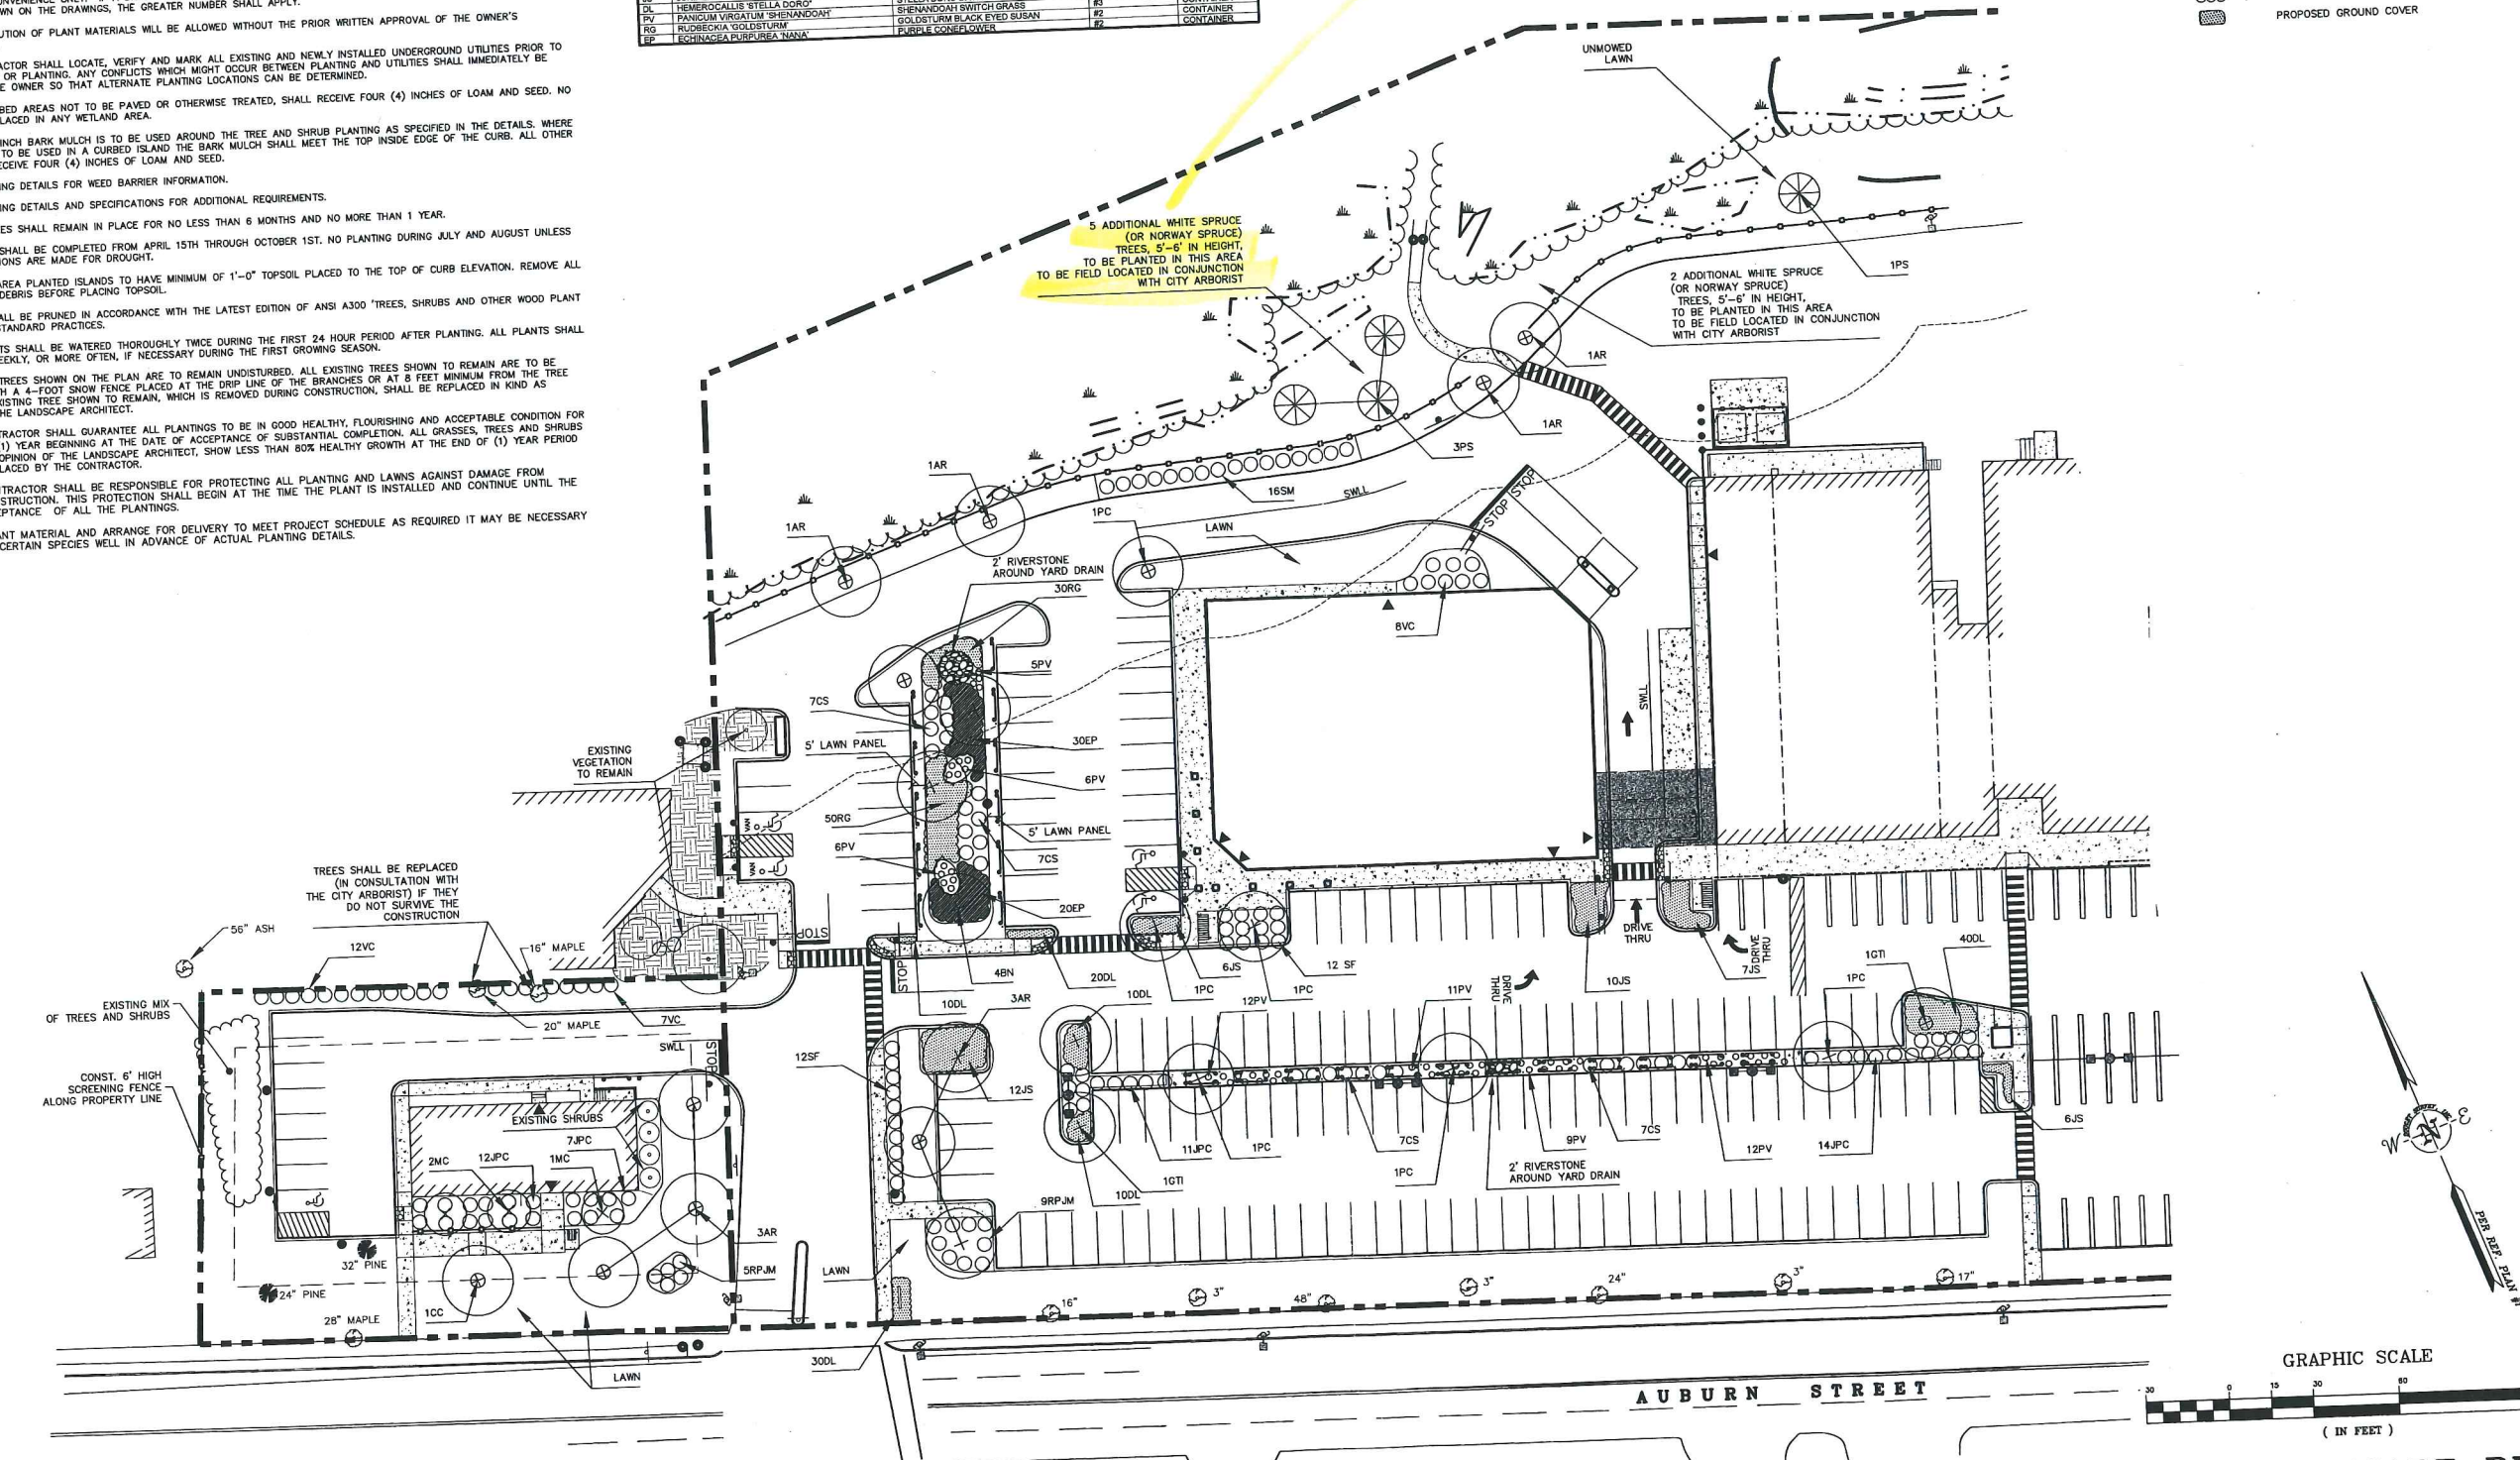 WN ON THE DRAWINGS, THE GREATER NUMBER SHALL APPLY.
UTION OF PLANT MATERIALS WILL BE ALLOWED WITHOUT THE PRIOR WRITTEN APPROVAL OF THE OWNER'S
ACTOR SHALL LOCATE, VERIFY AND MARK ALL EXISTING AND NEWLY INSTALLED UNDERGROUND UTILITIES PRIOR TO
OR PLANTING. ANY CONFLICTS WHICH MIGHT OCCUR BETWEEN PLANTING AND UTILITIES SHALL IMMEDIATELY BE
E OWNER SO THAT ALTERNATE PLANTING LOCATIONS CAN BE DETERMINED.
BED AREAS NOT TO BE PAVED OR OTHERWISE TREATED, SHALL RECEIVE FOUR (4) INCHES OF LOAM AND SEED. NO
LACED IN ANY WETLAND AREA.
INCH BARK MULCH IS TO BE USED AROUND THE TREE AND SHRUB PLANTING AS SPECIFIED IN THE DETAILS. WHERE
TO BE USED IN A CURBED ISLAND THE BARK MULCH SHALL MEET THE TOP INSIDE EDGE OF THE CURB. ALL OTHER
ECEIVE FOUR (4) INCHES OF LOAM AND SEED.
ING DETAILS FOR WEED BARRIER INFORMATION.
ING DETAILS AND SPECIFICATIONS FOR ADDITIONAL REQUIREMENTS.
ES SHALL REMAIN IN PLACE FOR NO LESS THAN 6 MONTHS AND NO MORE THAN 1 YEAR.
SHALL BE COMPLETED FROM APRIL 15TH THROUGH OCTOBER 1ST. NO PLANTING DURING JULY AND AUGUST UNLESS
IONS ARE MADE FOR DROUGHT.
AREA PLANTED ISLANDS TO HAVE MINIMUM OF 1'-0" TOPSOIL PLACED TO THE TOP OF CURB ELEVATION. REMOVE ALL
DEBRIS BEFORE PLACING TOPSOIL.
ALL BE PRUNED IN ACCORDANCE WITH THE LATEST EDITION OF ANSI A300 'TREES, SHRUBS AND OTHER WOOD PLANT
STANDARD PRACTICES.
TS SHALL BE WATERED THOROUGHLY TWICE DURING THE FIRST 24 HOUR PERIOD AFTER PLANTING. ALL PLANTS SHALL
EEKLY, OR MORE OFTEN, IF NECESSARY DURING THE FIRST GROWING SEASON.
TREES SHOWN ON THE PLAN ARE TO REMAIN UNDISTURBED. ALL EXISTING TREES SHOWN TO REMAIN ARE TO BE
H A 4-FOOT SNOW FENCE PLACED AT THE DRIP LINE OF THE BRANCHES OR AT 8 FEET MINIMUM FROM THE TREE
XISTING TREE SHOWN TO REMAIN, WHICH IS REMOVED DURING CONSTRUCTION, SHALL BE REPLACED IN KIND AS
HE LANDSCAPE ARCHITECT.
TRACTOR SHALL GUARANTEE ALL PLANTINGS TO BE IN GOOD HEALTHY, FLOURISHING AND ACCEPTABLE CONDITION FOR
1) YEAR BEGINNING AT THE DATE OF ACCEPTANCE OF SUBSTANTIAL COMPLETION. ALL GRASSES, TREES AND SHRUBS
OPINION OF THE LANDSCAPE ARCHITECT, SHOW LESS THAN 80% HEALTHY GROWTH AT THE END OF (1) YEAR PERIOD
LACED BY THE CONTRACTOR.
NTRACTOR SHALL BE RESPONSIBLE FOR PROTECTING ALL PLANTING AND LAWNS AGAINST DAMAGE FROM
STRUCTION. THIS PROTECTION SHALL BEGIN AT THE TIME THE PLANT IS INSTALLED AND CONTINUE UNTIL THE
EPTANCE OF ALL THE PLANTINGS.
ANT MATERIAL AND ARRANGE FOR DELIVERY TO MEET PROJECT SCHEDULE AS REQUIRED IT MAY BE NECESSARY
CERTAIN SPECIES WELL IN ADVANCE OF ACTUAL PLANTING DETAILS.
DL HEMEROCALLIS 'STELLA DORO'
PV PANICUM VIRGATUM 'SHENANDOAH' SHENANDOAH SWITCH GRASS #3
RG RUDBECKIA 'GOLDSTURM' GOLDSTURM BLACK EYED SUSAN #2 CONTAINER
EP ECHINACEA PURPUREA 'NANA' PURPLE CONEFLOWER #2 CONTAINER
PROPOSED GROUND COVER
UNMOWED
LAWN
5 ADDITIONAL WHITE SPRUCE
(OR NORWAY SPRUCE)
TREES, 5'-6' IN HEIGHT,
TO BE PLANTED IN THIS AREA
TO BE FIELD LOCATED IN CONJUNCTION
WITH CITY ARBORIST
1PS
2 ADDITIONAL WHITE SPRUCE
(OR NORWAY SPRUCE)
TREES, 5'-6' IN HEIGHT,
TO BE PLANTED IN THIS AREA
TO BE FIELD LOCATED IN CONJUNCTION
WITH CITY ARBORIST
1AR
1AR
3PS
1AR
16SM
SWLL
1PC
1AR
LAWN
STOP STOP
2' RIVERSTONE
AROUND YARD DRAIN
30RG
8VC
5PV
7CS
SWLL
5' LAWN PANEL
30EP
EXISTING
VEGETATION
TO REMAIN
6PV
50RG
VAN
5' LAWN PANEL
6PV
7CS
VAN
TREES SHALL BE REPLACED
(IN CONSULTATION WITH
THE CITY ARBORIST) IF THEY
DO NOT SURVIVE THE
CONSTRUCTION
20EP
56" ASH
12VC
16" MAPLE
STOP
STOP
4BN
20DL
6JS
12 SF
DRIVE
THRU
DRIVE
THRU
7JS
1GTI
40DL
EXISTING MIX
OF TREES AND SHRUBS
20" MAPLE
7VC
10DL
3AR
10DL
1PC
12PV
1PC
11PV
DRIVE
THRU
10JS
1PC
SWLL
STOP
12SF
CONST. 6' HIGH
SCREENING FENCE
ALONG PROPERTY LINE
12JS
EXISTING SHRUBS
7JPC
2MC
12JPC
1MC
11JPC
1PC
7CS
9PV
7CS
12PV
14JPC
6JS
1GTI
10DL
1PC
2' RIVERSTONE
AROUND YARD DRAIN
9RPJM
3AR
32" PINE
5RPJM
LAWN
24" PINE
28" MAPLE
1CC
16"
3"
48"
3"
24"
3"
17"
30DL
LAWN
AUBURN STREET
W
N
E
PER REF. PLAN
GRAPHIC SCALE
30 0 15 30 60
( IN FEET )